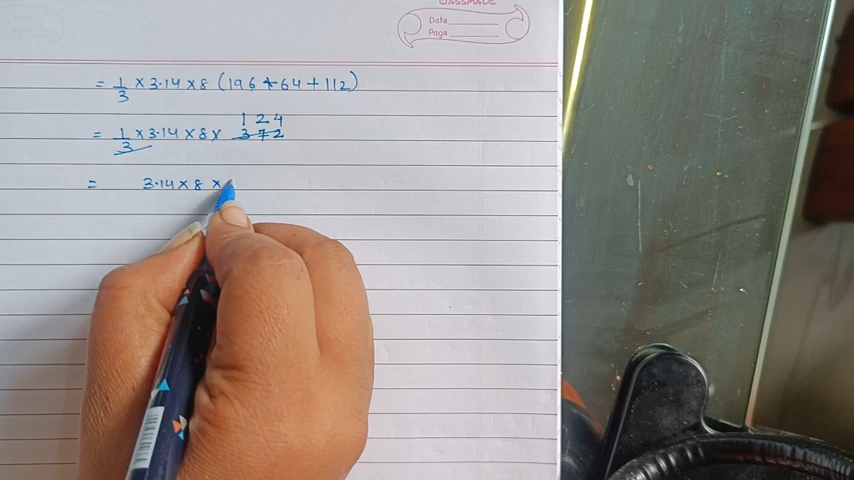 CLASSMATE
Date
Page
= 1/3 × 3.14 × 8 (196 + 64 + 112)
124
= 1/3 × 3.14 × 8 × 372
= 3.14 × 8 ×